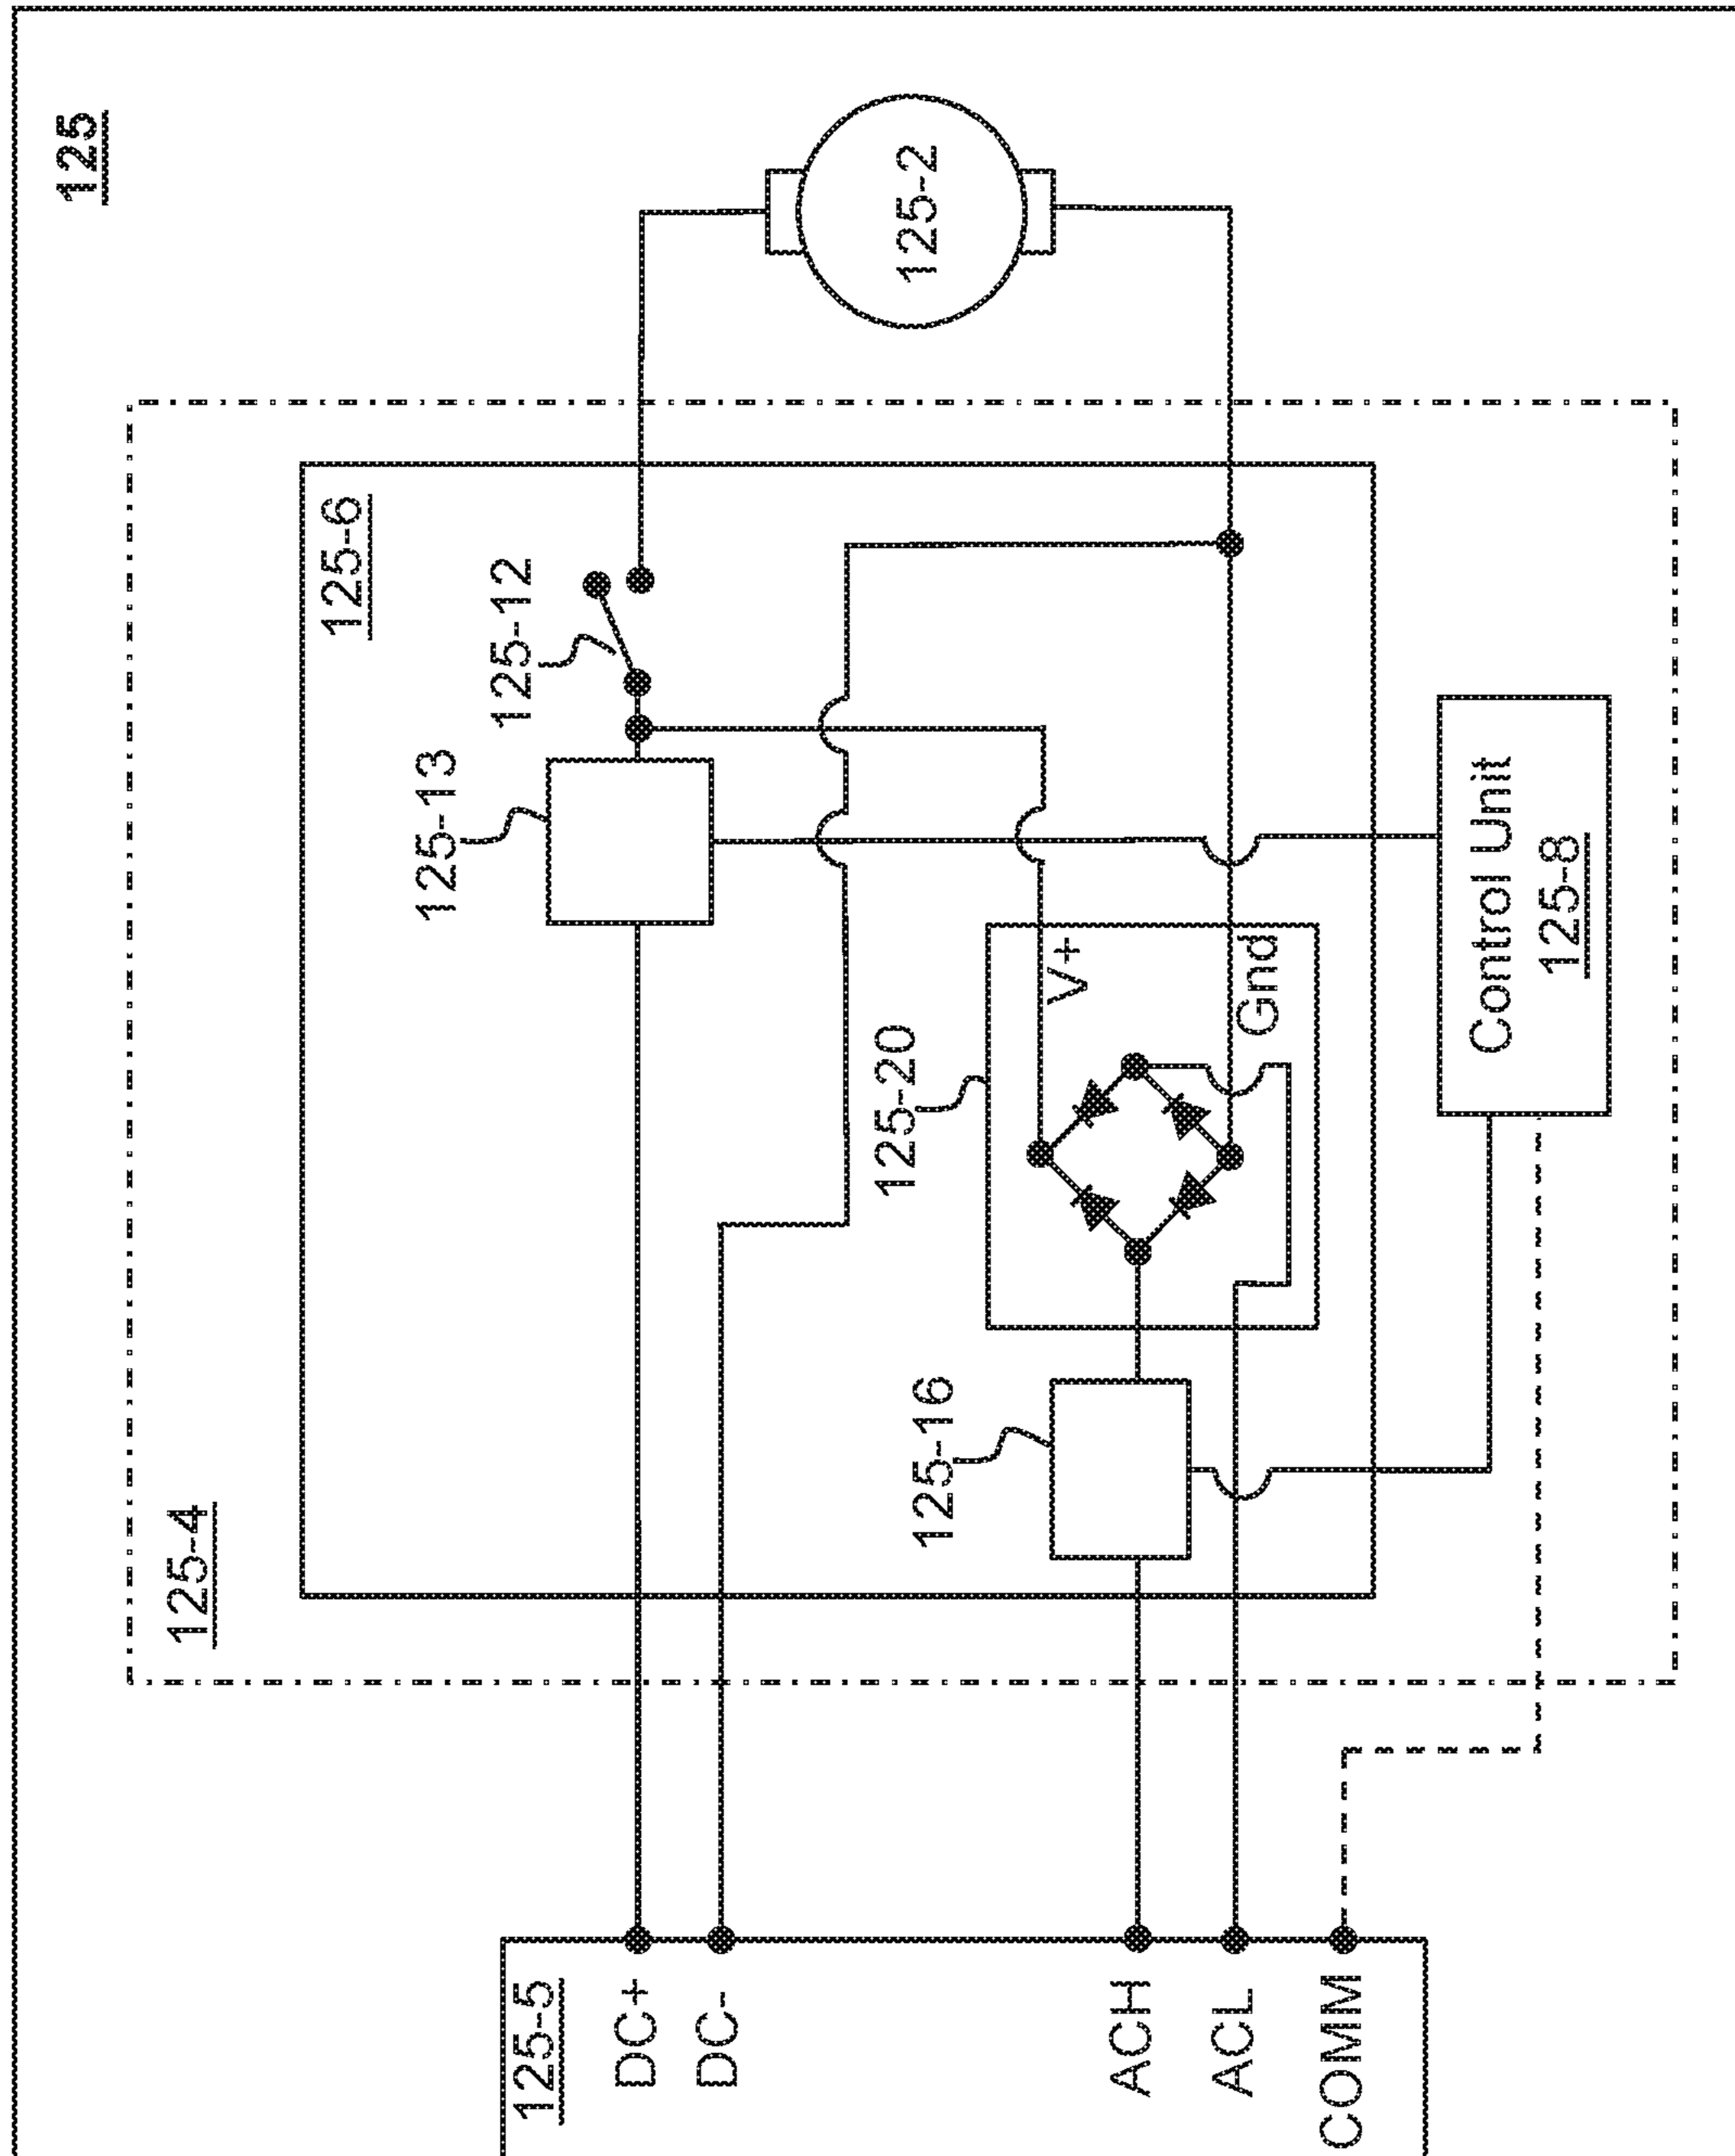 125
125-4
125-6
125-12
125-13
125-2
125-20
V+
Gnd
125-16
Control Unit
125-8
125-5
DC+
DC-
ACH
ACL
COMM